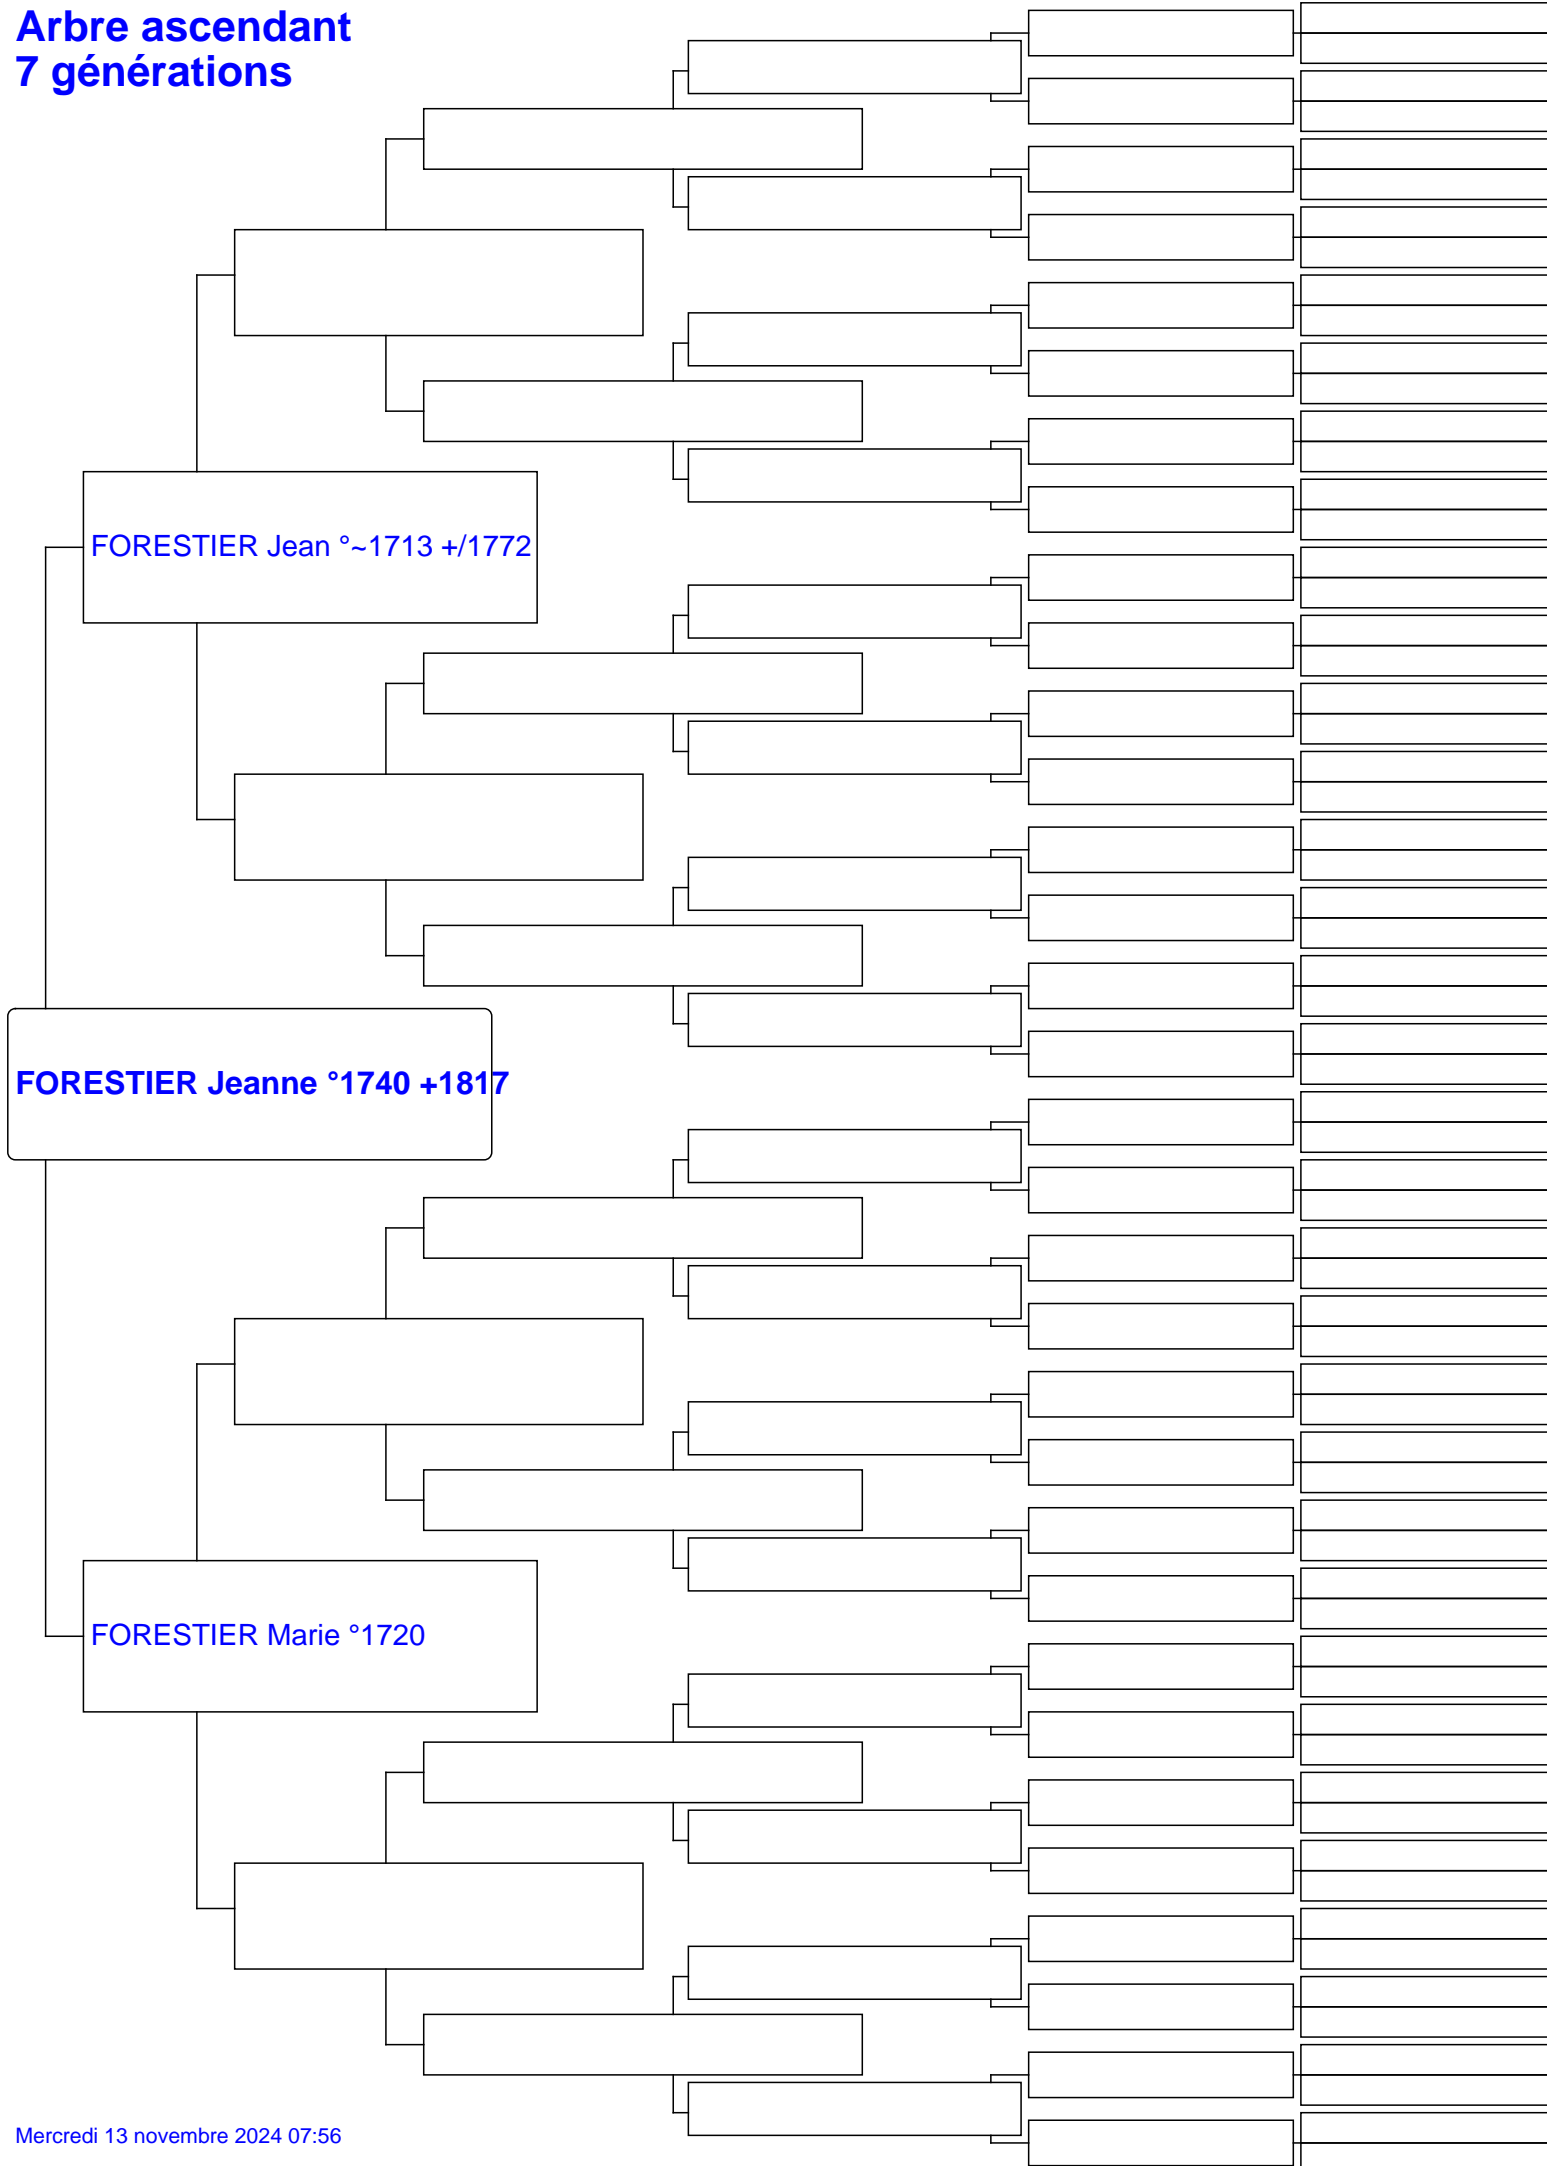 Arbre ascendant
7 générations
FORESTIER Jean °~1713 +/1772
FORESTIER Jeanne °1740 +1817
FORESTIER Marie °1720
Mercredi 13 novembre 2024 07:56